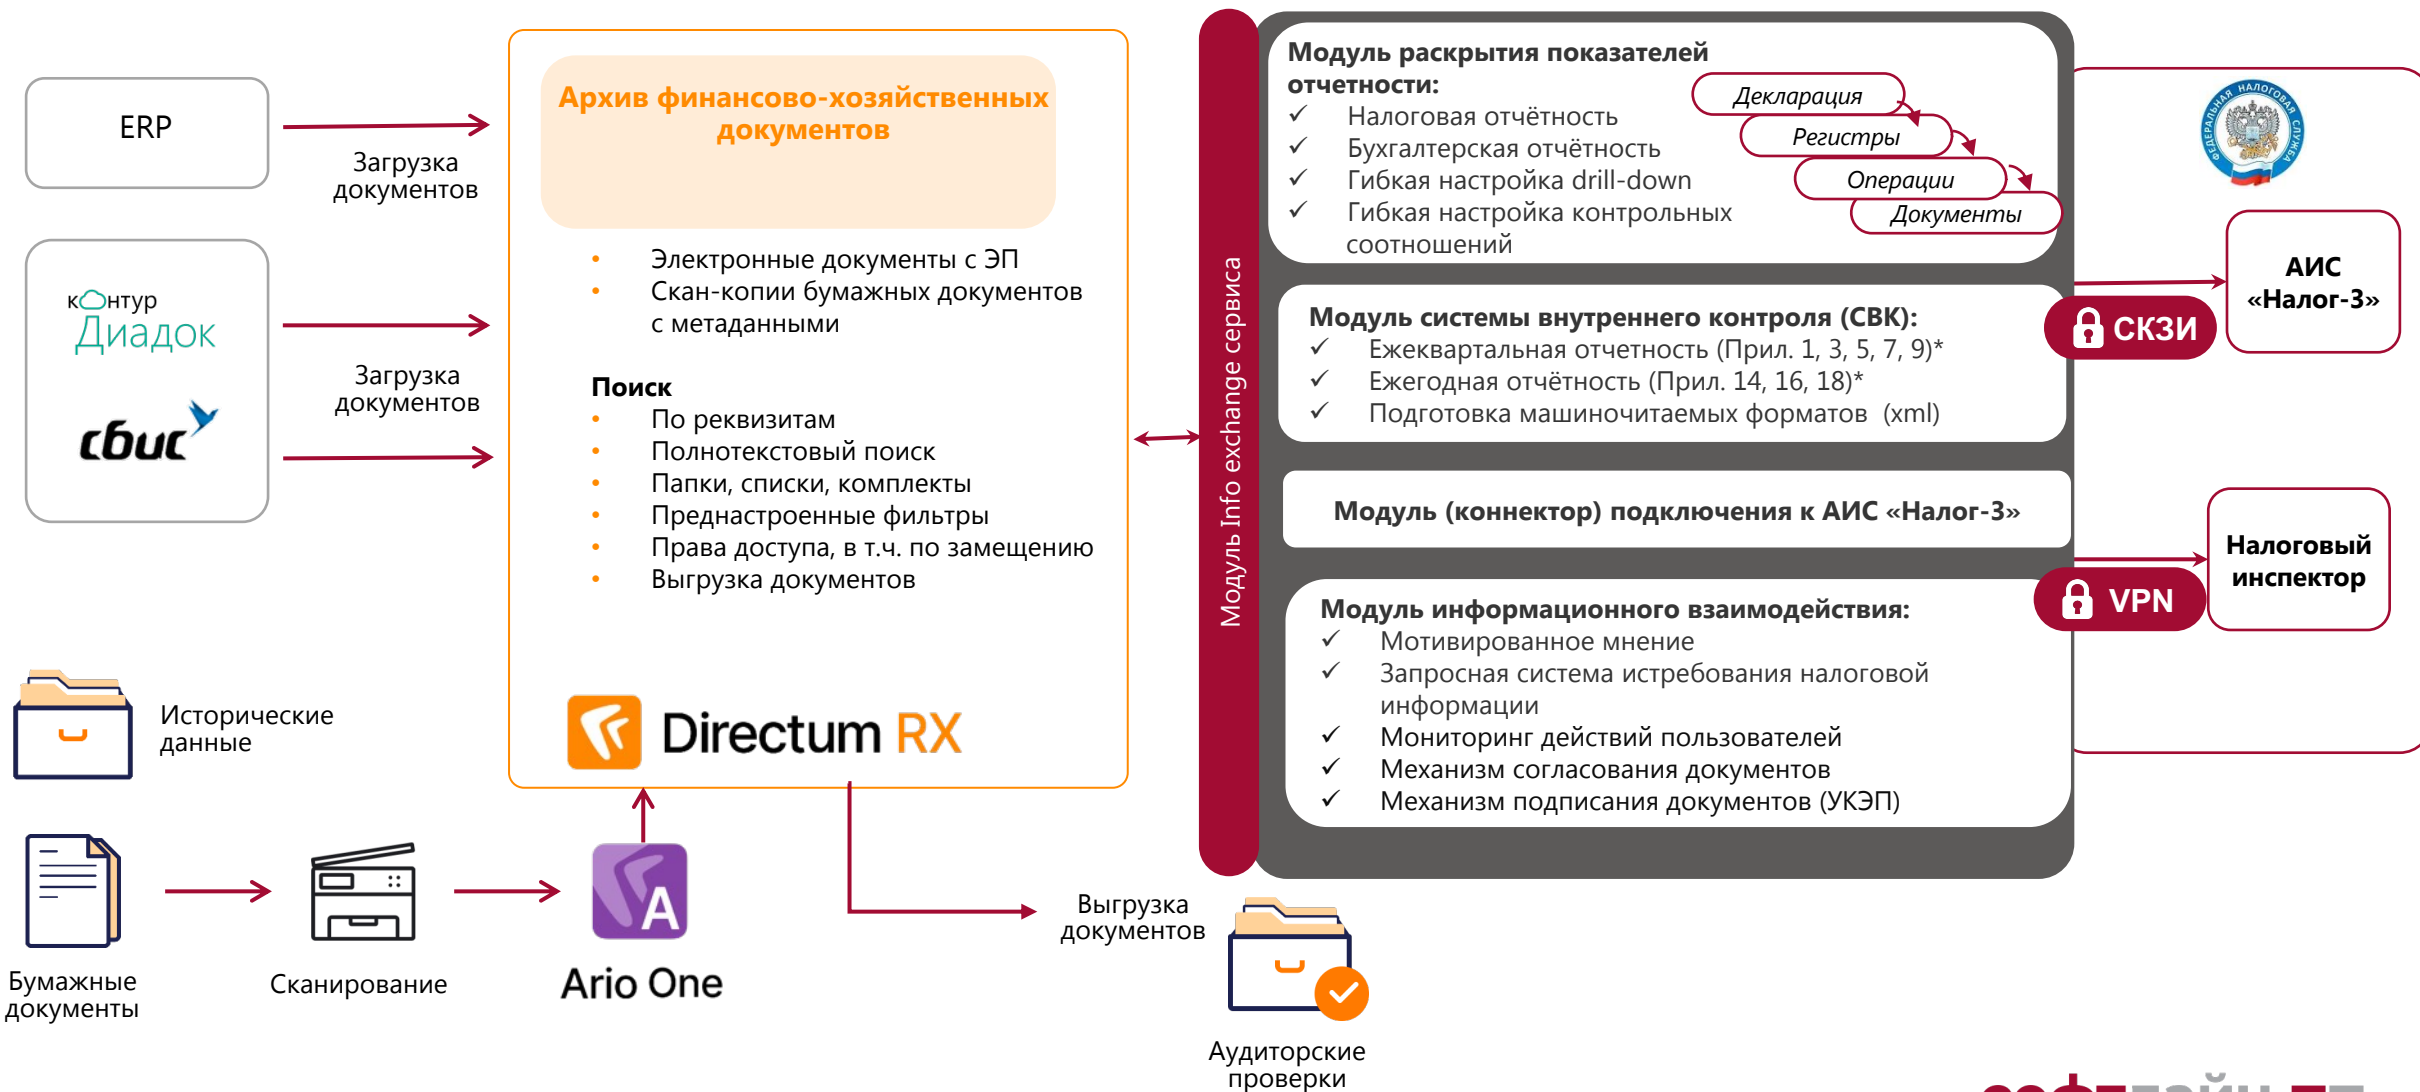 ERP
Загрузка
документов
контур
Диадок
сбис
Загрузка
документов
Исторические
данные
Бумажные
документы
Сканирование
Ario One
Архив финансово-хозяйственных
документов
Электронные документы с ЭП
Скан-копии бумажных документов
с метаданными
Поиск
По реквизитам
Полнотекстовый поиск
Папки, списки, комплекты
Преднастроенные фильтры
Права доступа, в т.ч. по замещению
Выгрузка документов
Directum RX
Выгрузка
документов
Аудиторские
проверки
Модуль Info exchange сервиса
Модуль раскрытия показателей
отчетности:
Налоговая отчётность
Бухгалтерская отчётность
Гибкая настройка drill-down
Гибкая настройка контрольных
соотношений
Декларация
Регистры
Операции
Документы
Модуль системы внутреннего контроля (СВК):
Ежеквартальная отчетность (Прил. 1, 3, 5, 7, 9)*
Ежегодная отчётность (Прил. 14, 16, 18)*
Подготовка машиночитаемых форматов (xml)
Модуль (коннектор) подключения к АИС «Налог-3»
Модуль информационного взаимодействия:
Мотивированное мнение
Запросная система истребования налоговой
информации
Мониторинг действий пользователей
Механизм согласования документов
Механизм подписания документов (УКЭП)
ФЕДЕРАЛЬНАЯ НАЛОГОВАЯ СЛУЖБА
АИС
«Налог-3»
СКЗИ
Налоговый
инспектор
VPN